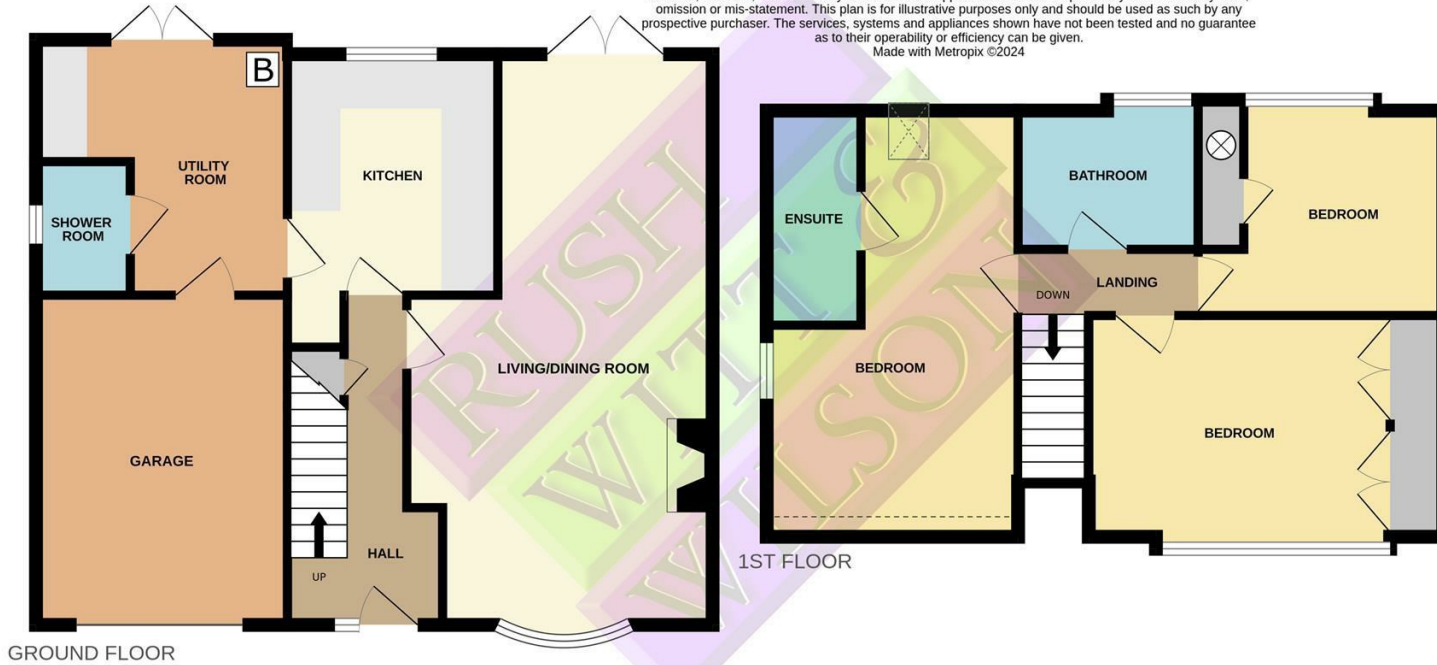 omission or mis-statement. This plan is for illustrative purposes only and should be used as such by any
prospective purchaser. The services, systems and appliances shown have not been tested and no guarantee
as to their operability or efficiency can be given.
Made with Metropix ©2024
B
UTILITY
ROOM
SHOWER
ROOM
KITCHEN
GARAGE
LIVING/DINING ROOM
HALL
UP
GROUND FLOOR
ENSUITE
BATHROOM
BEDROOM
LANDING
DOWN
BEDROOM
BEDROOM
1ST FLOOR
RUSH
WITT &
WILSON